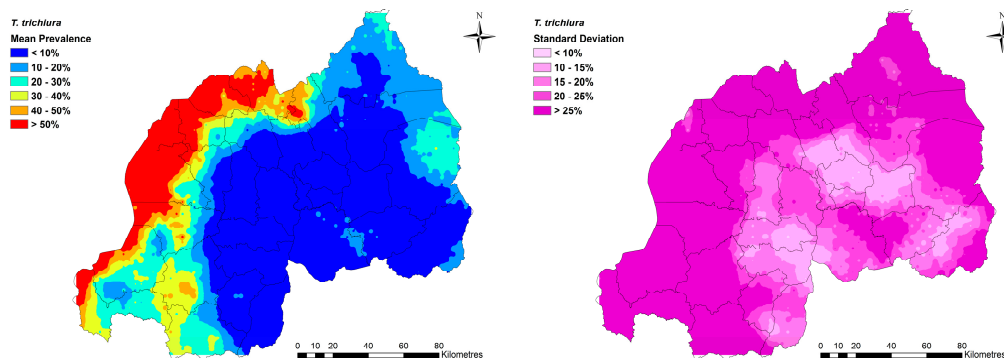 T. trichiura
Mean Prevalence
< 10%
10 - 20%
20 - 30%
30 - 40%
40 - 50%
> 50%
N
0 10 20 40 60 80
Kilometres
T. trichiura
Standard Deviation
< 10%
10 - 15%
15 - 20%
20 - 25%
> 25%
N
0 10 20 40 60 80
Kilometres